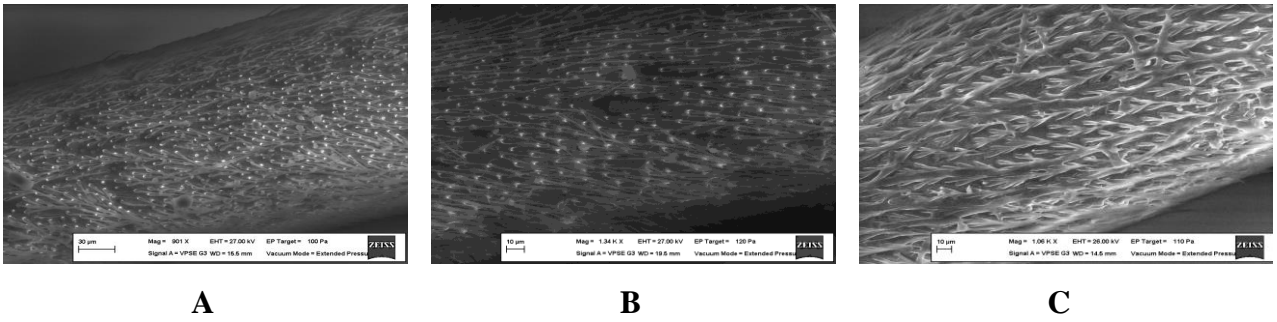 30 µm Mag = 901 X EHT = 27.00 kV EP Target = 100 Pa
Signal A = VPSE G3 WD = 15.5 mm Vacuum Mode = Extended Pressu
ZEISS
10 µm Mag = 1.34 K X EHT = 27.00 kV EP Target = 120 Pa
Signal A = VPSE G3 WD = 19.5 mm Vacuum Mode = Extended Pressu
ZEISS
10 µm Mag = 1.06 K X EHT = 26.00 kV EP Target = 110 Pa
Signal A = VPSE G3 WD = 14.5 mm Vacuum Mode = Extended Pressu
ZEISS
A B C